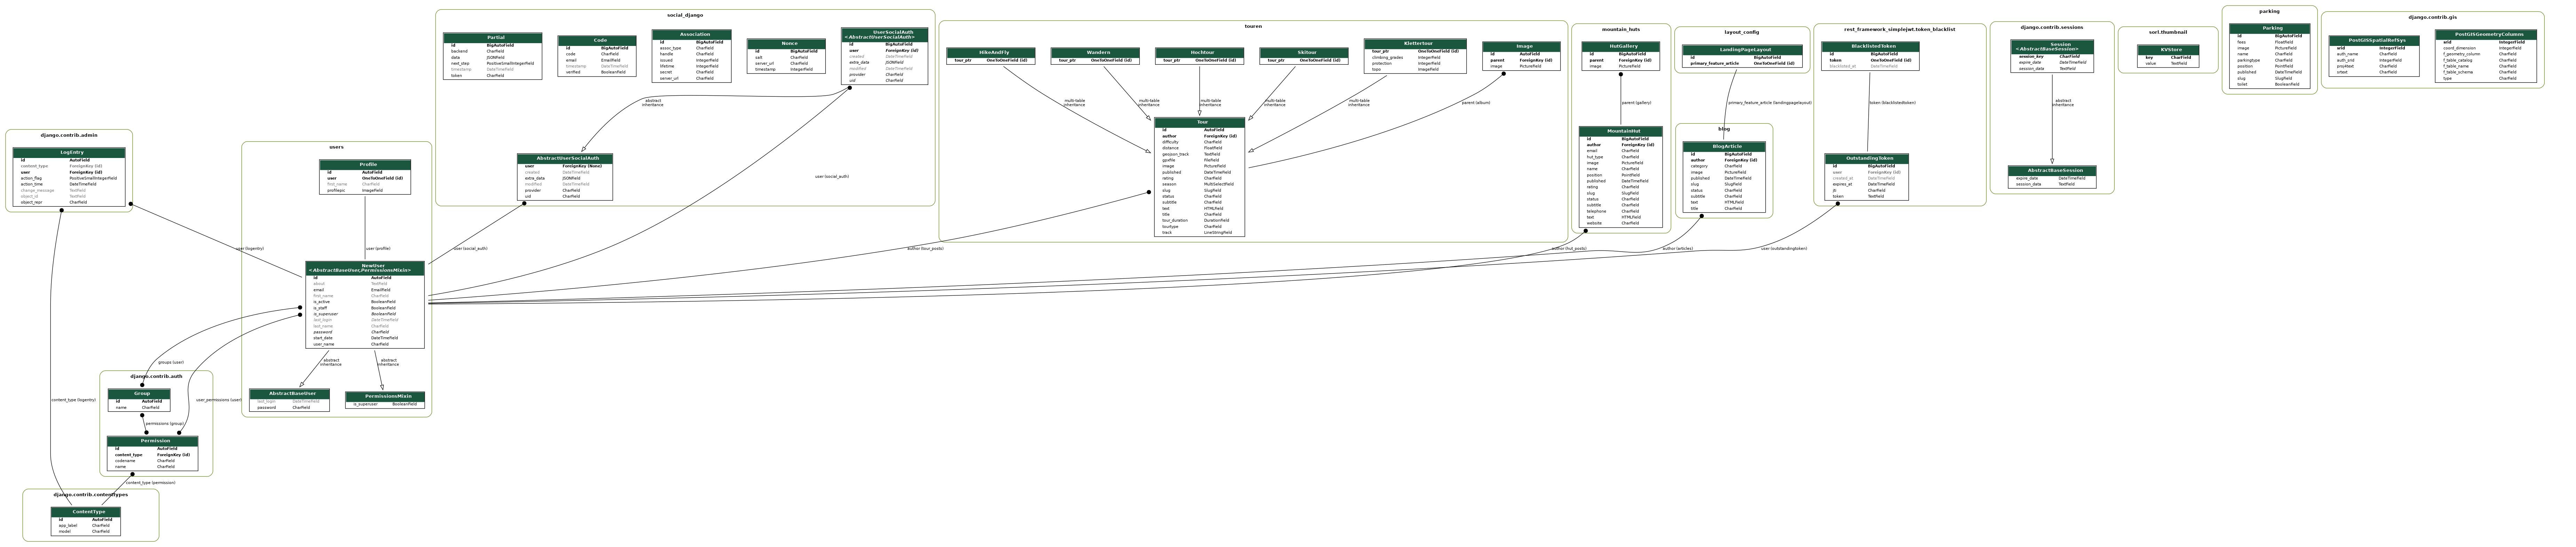 social_django
Partial
id BigAutoField
backend CharField
data JSONField
next_step PositiveSmallIntegerField
timestamp DateTimeField
token CharField
Code
id BigAutoField
code CharField
email EmailField
timestamp DateTimeField
verified BooleanField
Association
id BigAutoField
assoc_type CharField
handle CharField
issued IntegerField
lifetime IntegerField
secret CharField
server_url CharField
Nonce
id BigAutoField
salt CharField
server_url CharField
timestamp IntegerField
UserSocialAuth
<AbstractUserSocialAuth>
id BigAutoField
user ForeignKey (id)
created DateTimeField
extra_data JSONField
modified DateTimeField
provider CharField
uid CharField
abstract
inheritance
AbstractUserSocialAuth
user ForeignKey (None)
created DateTimeField
extra_data JSONField
modified DateTimeField
provider CharField
uid CharField
user (social_auth)
user (social_auth)
touren
HikeAndFly
tour_ptr OneToOneField (id)
Wandern
tour_ptr OneToOneField (id)
Hochtour
tour_ptr OneToOneField (id)
Skitour
tour_ptr OneToOneField (id)
Klettertour
tour_ptr OneToOneField (id)
climbing_grades IntegerField
protection IntegerField
topo ImageField
Image
id AutoField
parent ForeignKey (id)
image PictureField
multi-table
inheritance
multi-table
inheritance
multi-table
inheritance
multi-table
inheritance
multi-table
inheritance
parent (album)
Tour
id AutoField
author ForeignKey (id)
difficulty CharField
distance FloatField
geojson_track TextField
gpxfile FileField
image PictureField
published DateTimeField
rating CharField
season MultiSelectField
slug SlugField
status CharField
subtitle CharField
text HTMLField
title CharField
tour_duration DurationField
tourtype CharField
track LineStringField
author (tour_posts)
mountain_huts
HutGallery
id BigAutoField
parent ForeignKey (id)
image PictureField
parent (gallery)
MountainHut
id BigAutoField
author ForeignKey (id)
email CharField
hut_type CharField
image PictureField
name CharField
position PointField
published DateTimeField
rating CharField
slug SlugField
status CharField
subtitle CharField
telephone CharField
text HTMLField
website CharField
author (hut_posts)
layout_config
LandingPageLayout
id BigAutoField
primary_feature_article OneToOneField (id)
primary_feature_article (landingpagelayout)
blog
BlogArticle
id BigAutoField
author ForeignKey (id)
category CharField
image PictureField
published DateTimeField
slug SlugField
status CharField
subtitle CharField
text HTMLField
title CharField
author (articles)
rest_framework_simplejwt.token_blacklist
BlacklistedToken
id BigAutoField
token OneToOneField (id)
blacklisted_at DateTimeField
token (blacklistedtoken)
OutstandingToken
id BigAutoField
user ForeignKey (id)
created_at DateTimeField
expires_at DateTimeField
jti CharField
token TextField
user (outstandingtoken)
django.contrib.sessions
Session
<AbstractBaseSession>
session_key CharField
expire_date DateTimeField
session_data TextField
abstract
inheritance
AbstractBaseSession
expire_date DateTimeField
session_data TextField
sorl.thumbnail
KVStore
key CharField
value TextField
parking
Parking
id BigAutoField
fees FloatField
image PictureField
name CharField
parkingtype CharField
position PointField
published DateTimeField
slug SlugField
toilet BooleanField
django.contrib.gis
PostGISSpatialRefSys
srid IntegerField
auth_name CharField
auth_srid IntegerField
proj4text CharField
srtext CharField
PostGISGeometryColumn
srid IntegerField
coord_dimension IntegerField
f_geometry_column CharField
f_table_catalog CharField
f_table_name CharField
f_table_schema CharField
type CharField
django.contrib.admin
LogEntry
id AutoField
content_type ForeignKey (id)
user ForeignKey (id)
action_flag PositiveSmallIntegerField
action_time DateTimeField
change_message TextField
object_id TextField
object_repr CharField
user (logentry)
content_type (logentry)
users
Profile
id AutoField
user OneToOneField (id)
first_name CharField
profilepic ImageField
user (profile)
NewUser
<AbstractBaseUser,PermissionsMixin>
id AutoField
about TextField
email EmailField
first_name CharField
is_active BooleanField
is_staff BooleanField
is_superuser BooleanField
last_login DateTimeField
last_name CharField
password CharField
start_date DateTimeField
user_name CharField
abstract
inheritance
abstract
inheritance
AbstractBaseUser
last_login DateTimeField
password CharField
PermissionsMixin
is_superuser BooleanField
groups (user)
user_permissions (user)
django.contrib.auth
Group
id AutoField
name CharField
permissions (group)
Permission
id AutoField
content_type ForeignKey (id)
codename CharField
name CharField
content_type (permission)
django.contrib.contenttypes
ContentType
id AutoField
app_label CharField
model CharField